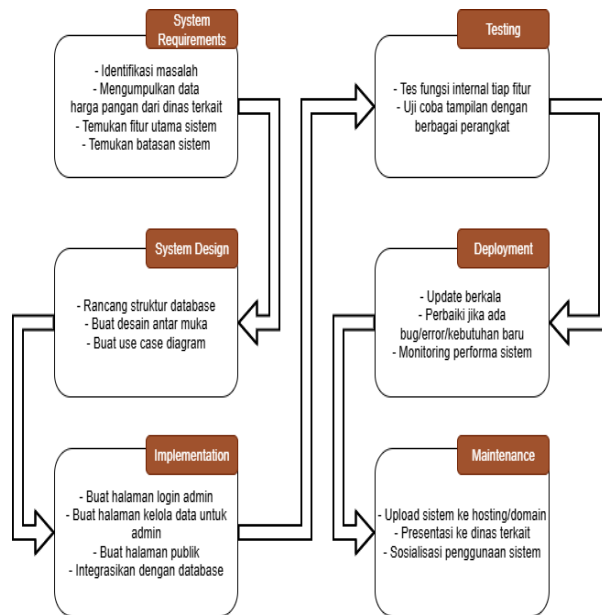 System
Requirements
- Identifikasi masalah
- Mengumpulkan data
harga pangan dari dinas terkait
- Temukan fitur utama sistem
- Temukan batasan sistem
System Design
- Rancang struktur database
- Buat desain antar muka
- Buat use case diagram
Implementation
- Buat halaman login admin
- Buat halaman kelola data untuk
admin
- Buat halaman publik
- Integrasikan dengan database
Testing
- Tes fungsi internal tiap fitur
- Uji coba tampilan dengan
berbagai perangkat
Deployment
- Update berkala
- Perbaiki jika ada
bug/error/kebutuhan baru
- Monitoring performa sistem
Maintenance
- Upload sistem ke hosting/domain
- Presentasi ke dinas terkait
- Sosialisasi penggunaan sistem